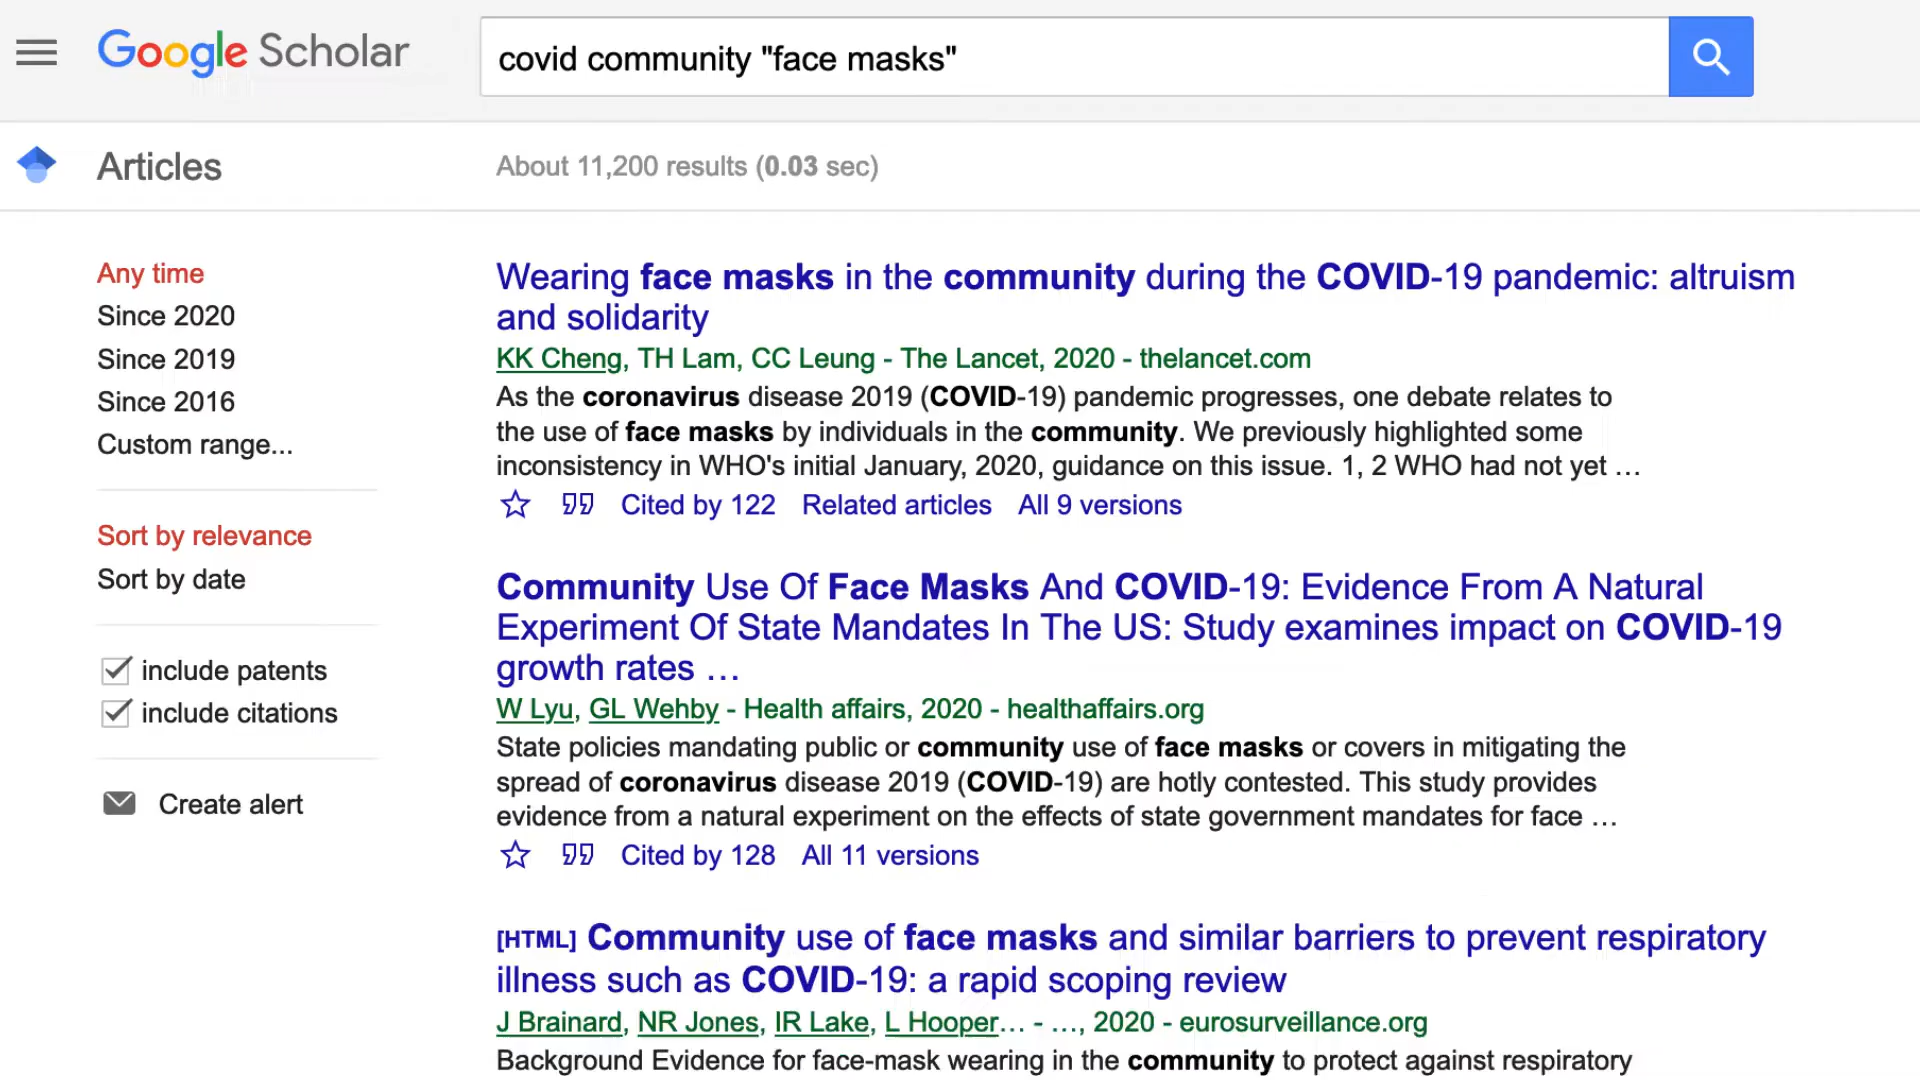 Google Scholar
covid community "face masks"
Articles
About 11,200 results (0.03 sec)
Any time
Since 2020
Since 2019
Since 2016
Custom range...
Sort by relevance
Sort by date
include patents
include citations
Create alert
Wearing face masks in the community during the COVID-19 pandemic: altruism
and solidarity
KK Cheng, TH Lam, CC Leung - The Lancet, 2020 - thelancet.com
As the coronavirus disease 2019 (COVID-19) pandemic progresses, one debate relates to
the use of face masks by individuals in the community. We previously highlighted some
inconsistency in WHO's initial January, 2020, guidance on this issue. 1, 2 WHO had not yet …
Cited by 122 Related articles All 9 versions
Community Use Of Face Masks And COVID-19: Evidence From A Natural
Experiment Of State Mandates In The US: Study examines impact on COVID-19
growth rates …
W Lyu, GL Wehby - Health affairs, 2020 - healthaffairs.org
State policies mandating public or community use of face masks or covers in mitigating the
spread of coronavirus disease 2019 (COVID-19) are hotly contested. This study provides
evidence from a natural experiment on the effects of state government mandates for face …
Cited by 128 All 11 versions
[HTML] Community use of face masks and similar barriers to prevent respiratory
illness such as COVID-19: a rapid scoping review
J Brainard, NR Jones, IR Lake, L Hooper… - …, 2020 - eurosurveillance.org
Background Evidence for face-mask wearing in the community to protect against respiratory